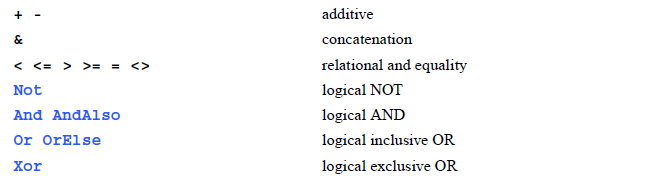 + - additive
& concatenation
< <= > >= = <> relational and equality
Not logical NOT
And AndAlso logical AND
Or OrElse logical inclusive OR
Xor logical exclusive OR